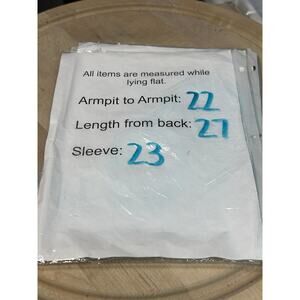 All items are measured while
lying flat.
Armpit to Armpit: 22
Length from back: 27
Sleeve: 23